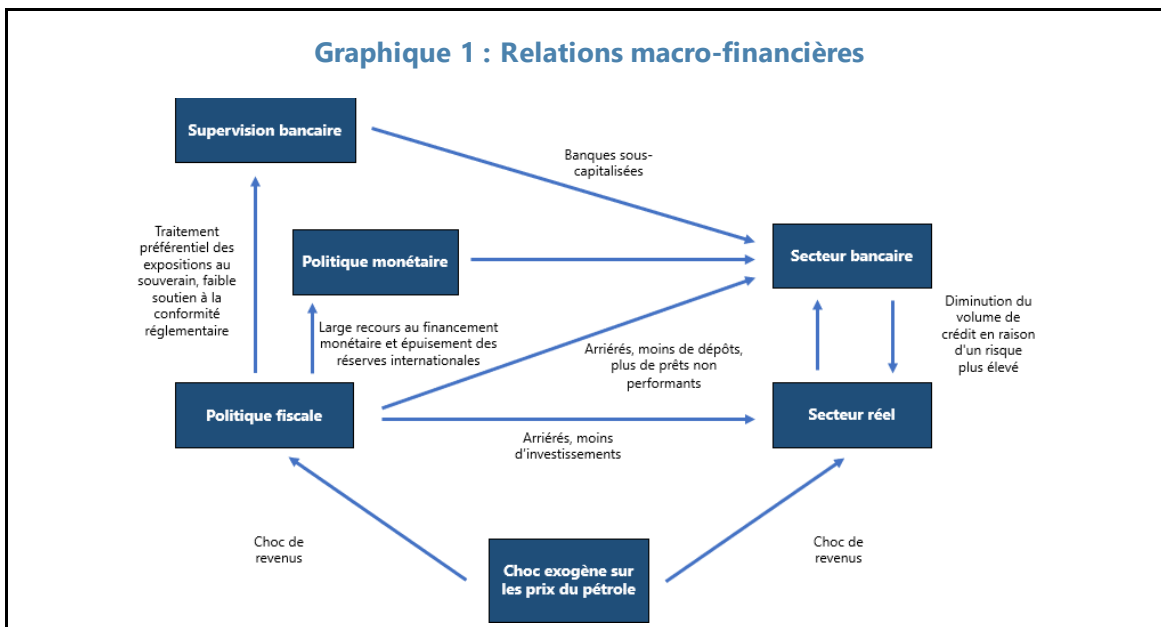 Graphique 1 : Relations macro-financières
Supervision bancaire
Banques sous-
capitalisées
Traitement
préférentiel des
expositions au
souverain, faible
soutien à la
conformité
réglementaire
Politique monétaire
Secteur bancaire
Large recours au financement
monétaire et épuisement des
réserves internationales
Arriérés, moins de dépôts,
plus de prêts non
performants
Diminution du
volume de
crédit en raison
d'un risque
plus élevé
Politique fiscale
Secteur réel
Arriérés, moins
d'investissements
Choc de
revenus
Choc exogène sur
les prix du pétrole
Choc de
revenus